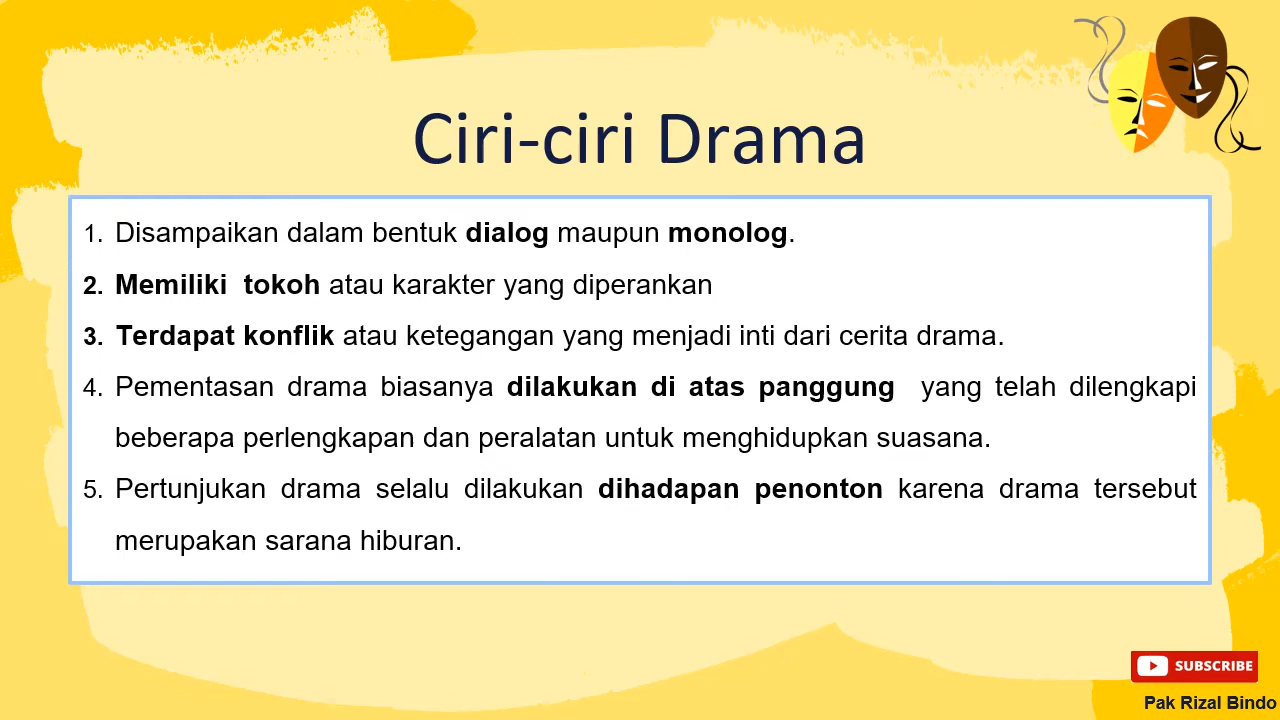 Ciri-ciri Drama
1. Disampaikan dalam bentuk dialog maupun monolog.
2. Memiliki tokoh atau karakter yang diperankan
3. Terdapat konflik atau ketegangan yang menjadi inti dari cerita drama.
4. Pementasan drama biasanya dilakukan di atas panggung yang telah dilengkapi
beberapa perlengkapan dan peralatan untuk menghidupkan suasana.
5. Pertunjukan drama selalu dilakukan dihadapan penonton karena drama tersebut
merupakan sarana hiburan.
SUBSCRIBE
Pak Rizal Bindo